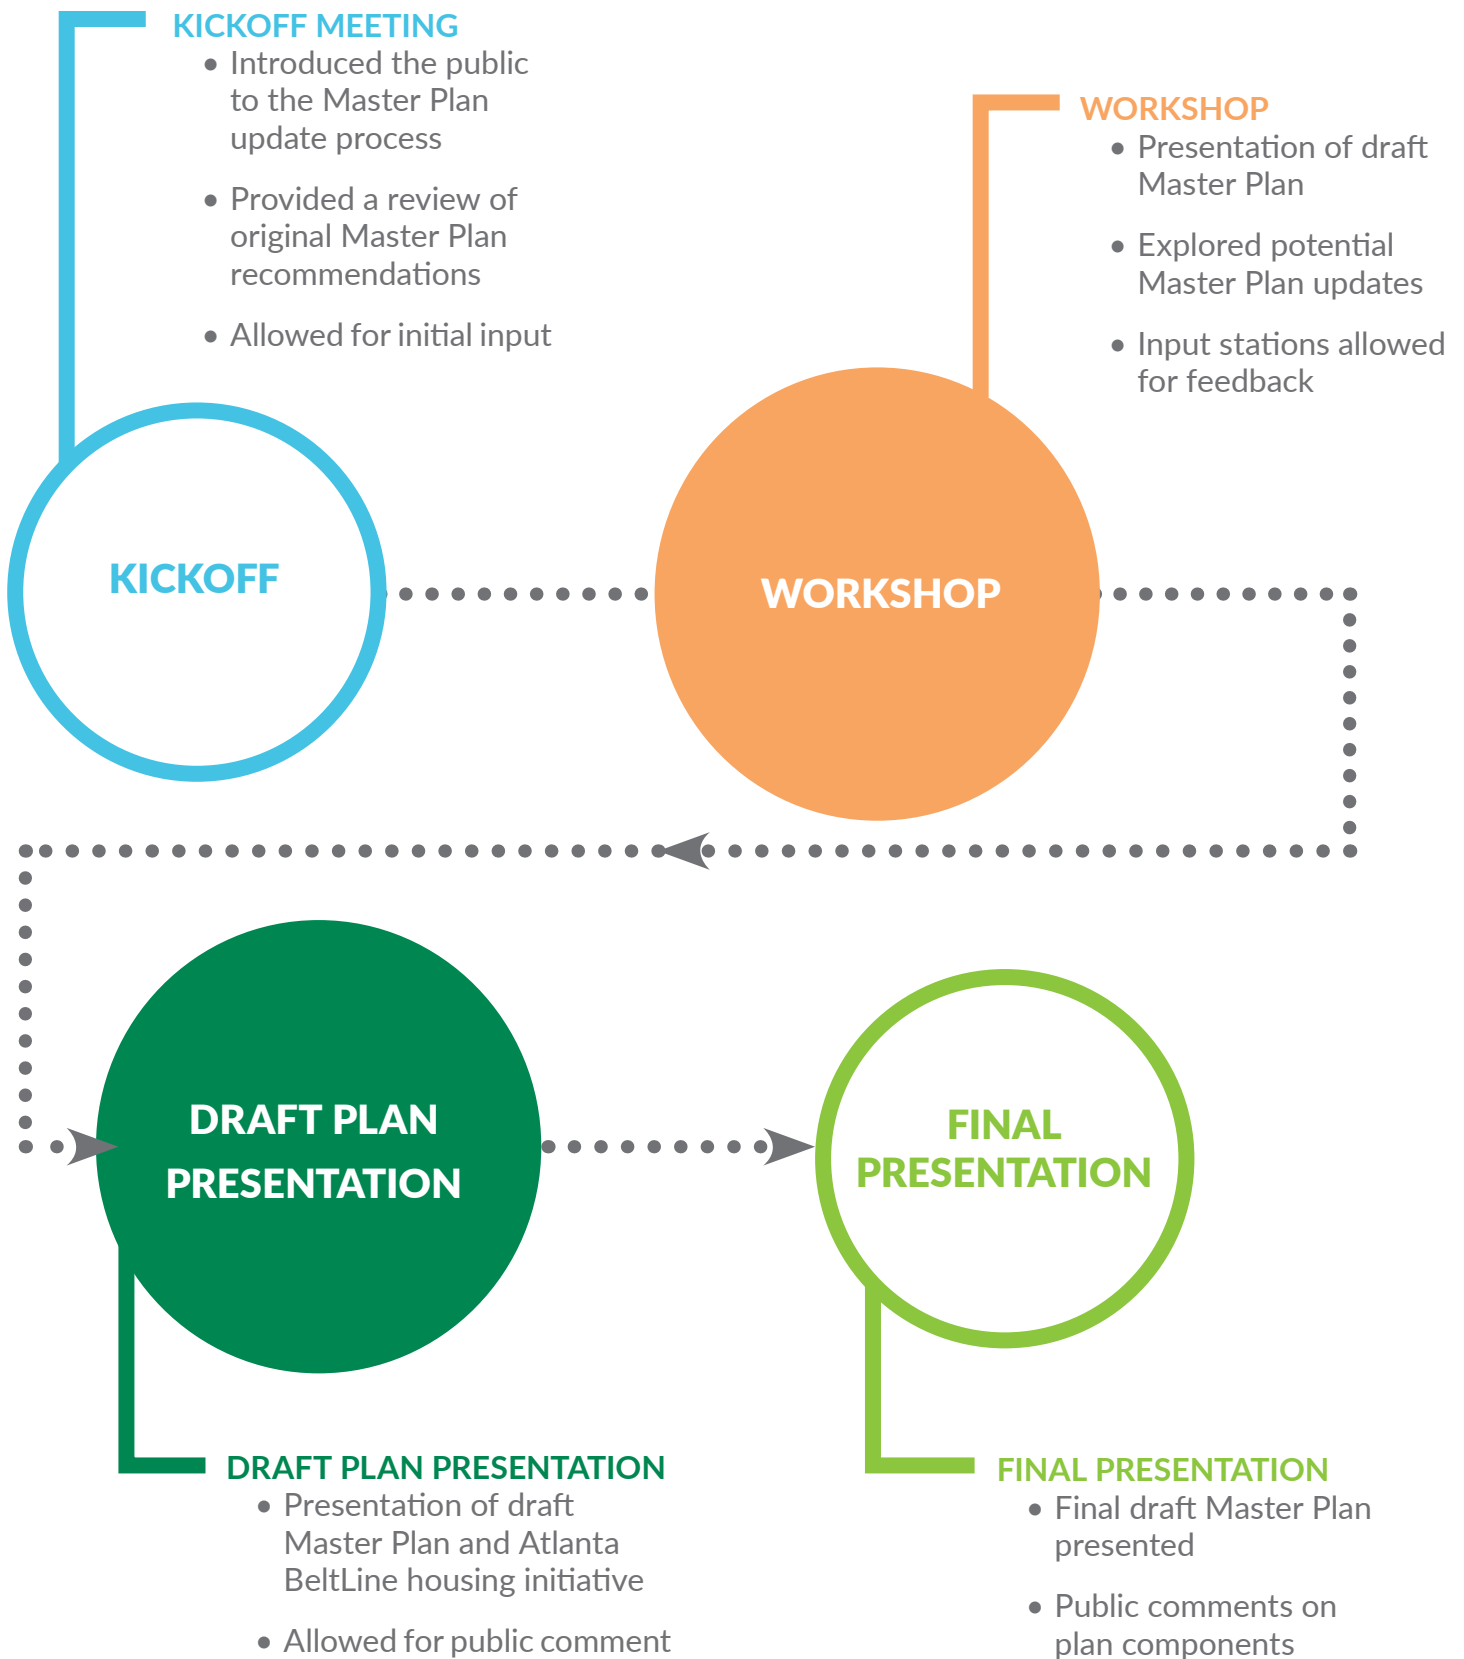 KICKOFF MEETING
• Introduced the public
to the Master Plan
update process
• Provided a review of
original Master Plan
recommendations
• Allowed for initial input
WORKSHOP
• Presentation of draft
Master Plan
• Explored potential
Master Plan updates
• Input stations allowed
for feedback
KICKOFF
WORKSHOP
DRAFT PLAN
PRESENTATION
FINAL
PRESENTATION
DRAFT PLAN PRESENTATION
• Presentation of draft
Master Plan and Atlanta
BeltLine housing initiative
• Allowed for public comment
FINAL PRESENTATION
• Final draft Master Plan
presented
• Public comments on
plan components